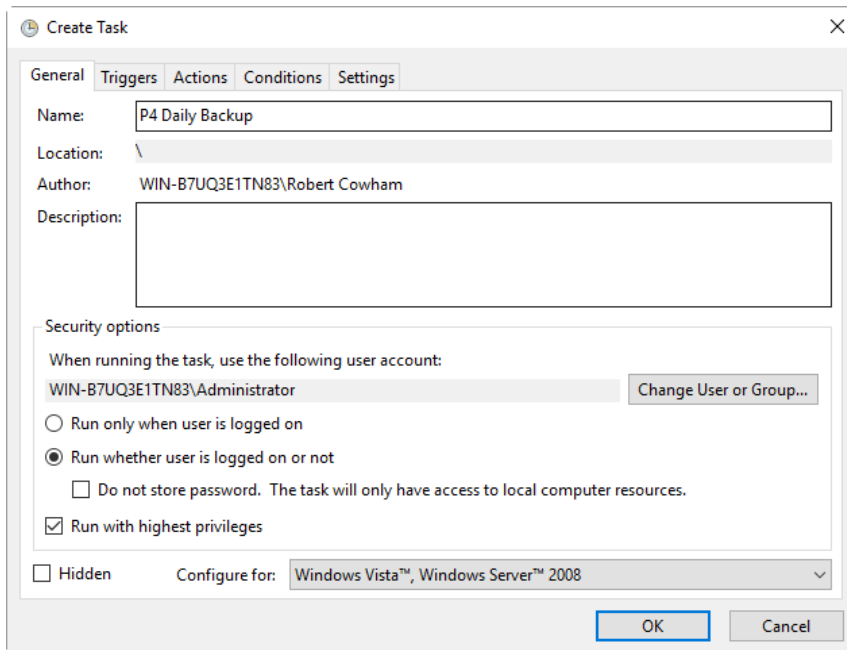 Create Task
General Triggers Actions Conditions Settings
Name: P4 Daily Backup
Location: \
Author: WIN-B7UQ3E1TN83\Robert Cowham
Description:
Security options
When running the task, use the following user account:
WIN-B7UQ3E1TN83\Administrator Change User or Group...
Run only when user is logged on
Run whether user is logged on or not
Do not store password. The task will only have access to local computer resources.
Run with highest privileges
Hidden Configure for: Windows Vista™, Windows Server™ 2008
OK Cancel